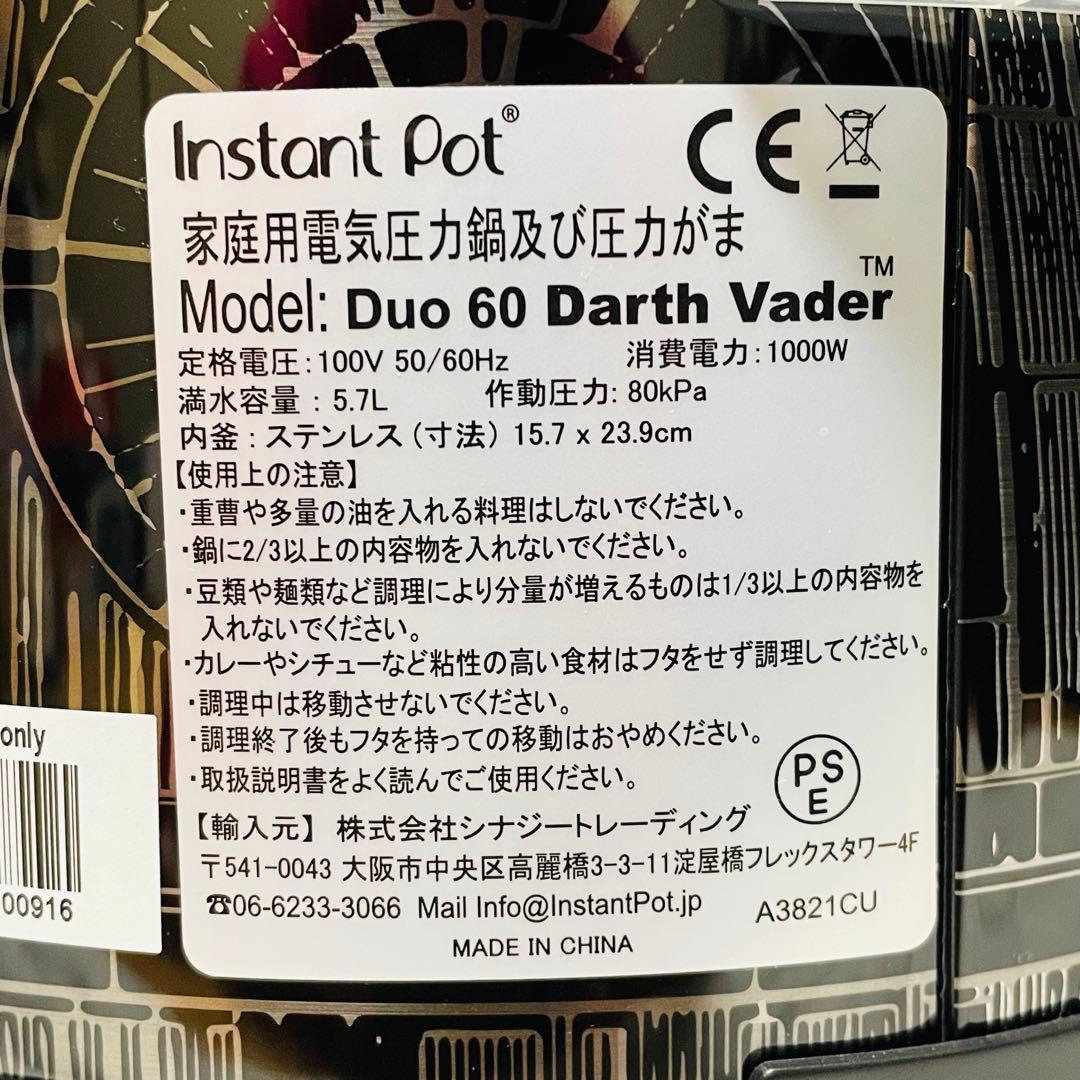 Instant Pot®
CE
家庭用電気圧力鍋及び圧力がま
Model: Duo 60 Darth Vader™
定格電圧:100V 50/60Hz 消費電力:1000W
満水容量 : 5.7L 作動圧力: 80kPa
内釜 : ステンレス (寸法) 15.7 x 23.9cm
【使用上の注意】
・重曹や多量の油を入れる料理はしないでください。
・鍋に2/3以上の内容物を入れないでください。
・豆類や麺類など調理により分量が増えるものは1/3以上の内容物を
入れないでください。
・カレーやシチューなど粘性の高い食材はフタをせず調理してください。
・調理中は移動させないでください。
・調理終了後もフタを持っての移動はおやめください。
・取扱説明書をよく読んでご使用ください。
PS
E
【輸入元】 株式会社シナジートレーディング
〒541-0043 大阪市中央区高麗橋3-3-11淀屋橋フレックスタワー4F
☎06-6233-3066 Mail Info@InstantPot.jp A3821CU
MADE IN CHINA
only
00916